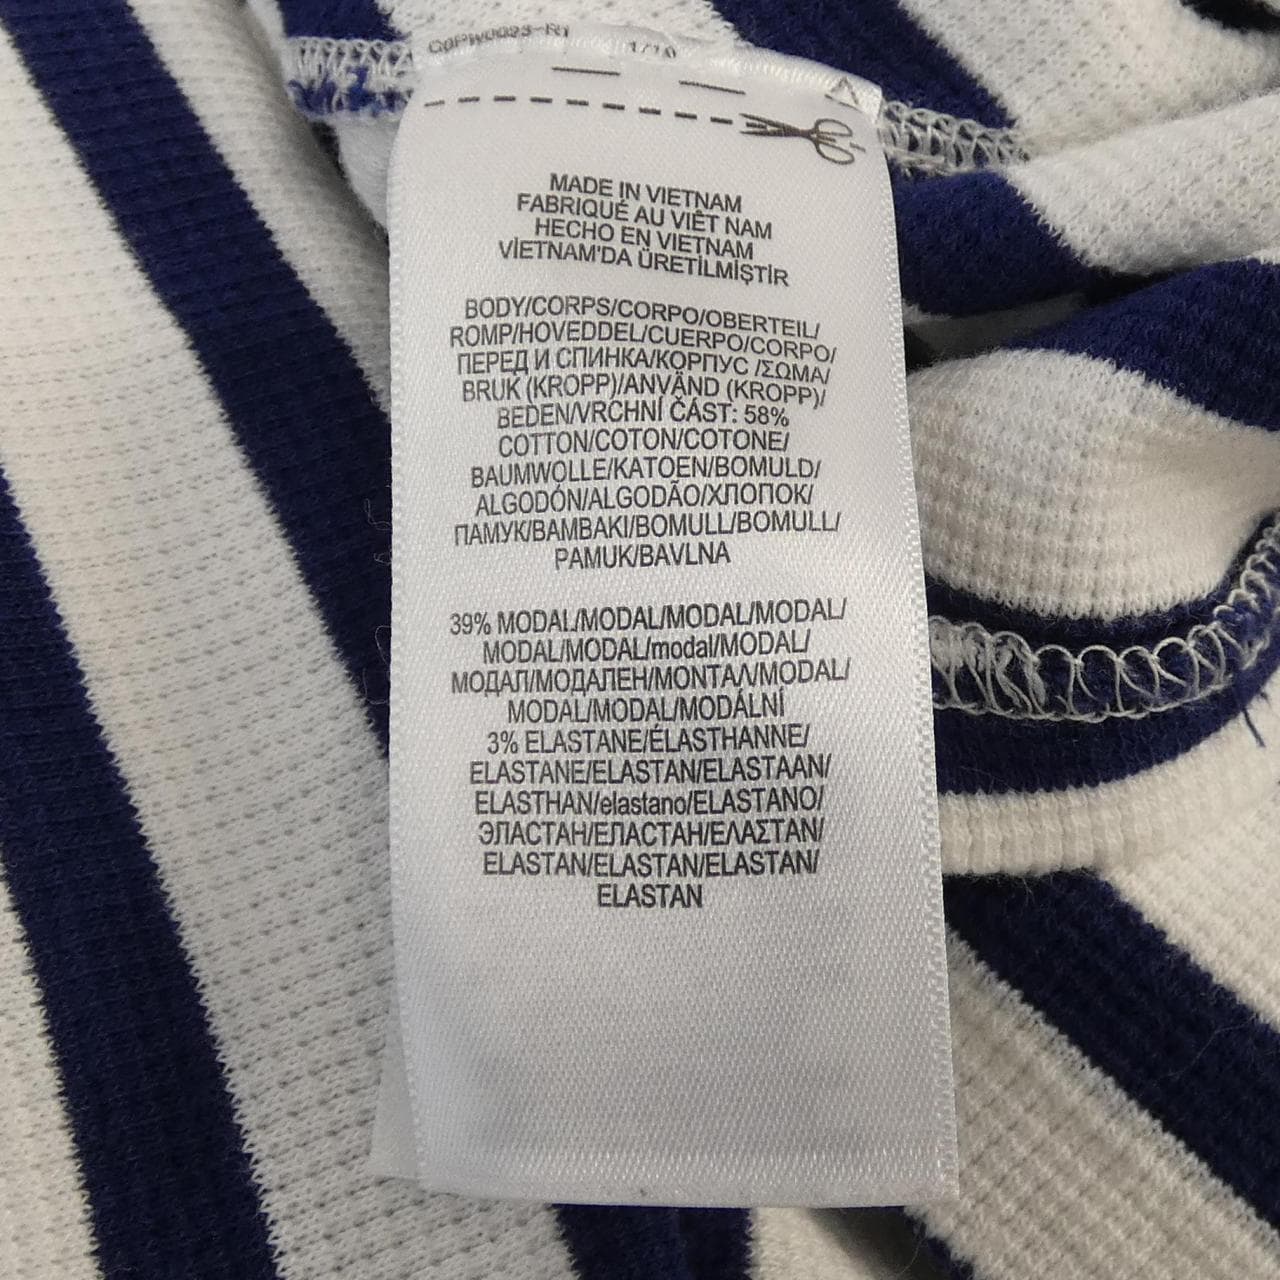 C0PW0023-R1 1/10
MADE IN VIETNAM
FABRIQUÉ AU VIÊT NAM
HECHO EN VIETNAM
VİETNAM'DA ÜRETİLMİŞTİR
BODY/CORPS/CORPO/OBERTEIL/
ROMP/HOVEDDEL/CUERPO/CORPO/
ПЕРЕД И СПИНКА/КОРПУС /ΣΩΜΑ/
BRUK (KROPP)/ANVÄND (KROPP)/
BEDEN/VRCHNÍ ČÁST: 58%
COTTON/COTON/COTONE/
BAUMWOLLE/KATOEN/BOMULD/
ALGODÓN/ALGODÃO/ХЛОПОК/
ПАМУК/BAMBAKI/BOMULL/BOMULL/
PAMUK/BAVLNA
39% MODAL/MODAL/MODAL/MODAL/
MODAL/MODAL/modal/MODAL/
МОДАЛ/МОДАЛЕН/ΜΟΝΤΑΛ/MODAL/
MODAL/MODAL/MODÁLNÍ
3% ELASTANE/ÉLASTHANNE/
ELASTANE/ELASTAN/ELASTAAN/
ELASTHAN/elastano/ELASTANO/
ЭЛАСТАН/ЕЛАСТАН/ΕΛΑΣΤΑΝ/
ELASTAN/ELASTAN/ELASTAN/
ELASTAN